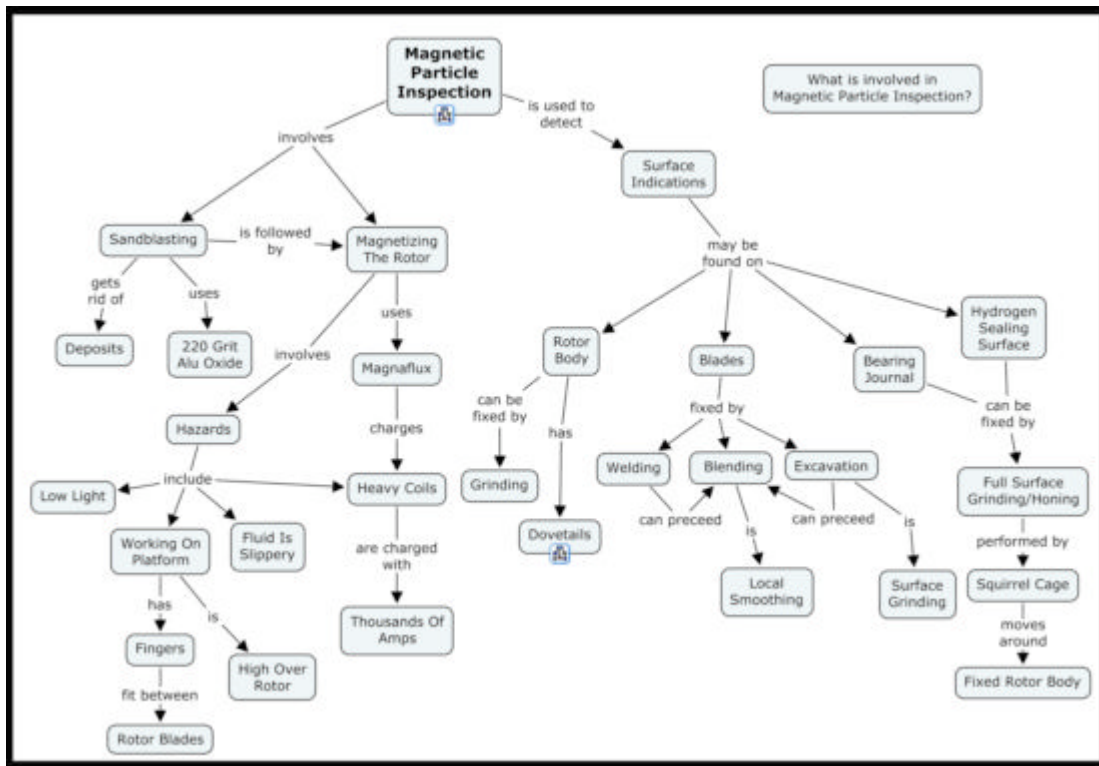 Magnetic
Particle
Inspection
What is involved in
Magnetic Particle Inspection?
is used to
detect
involves
Surface
Indications
Sandblasting
is followed
by
Magnetizing
The Rotor
may be
found on
gets
rid of
uses
uses
Deposits
220 Grit
Alu Oxide
involves
Magnaflux
Rotor
Body
Blades
Bearing
Journal
Hydrogen
Sealing
Surface
can be
fixed by
has
fixed by
can be
fixed by
Hazards
charges
include
Low Light
Heavy Coils
Grinding
Welding
Blending
Excavation
Full Surface
Grinding/Honing
Working On
Platform
Fluid Is
Slippery
are charged
with
Dovetails
can preceed
is
can preceed
is
performed by
has
is
Thousands Of
Amps
Local
Smoothing
Surface
Grinding
Squirrel Cage
Fingers
High Over
Rotor
moves
around
fit between
Fixed Rotor Body
Rotor Blades